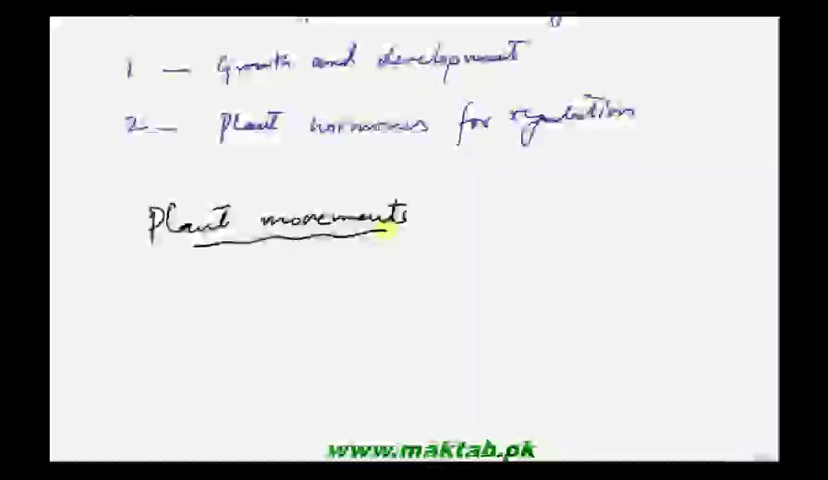 1 — Growth and development
2 — Plant hormones for regulation
Plant movements
www.maktab.pk